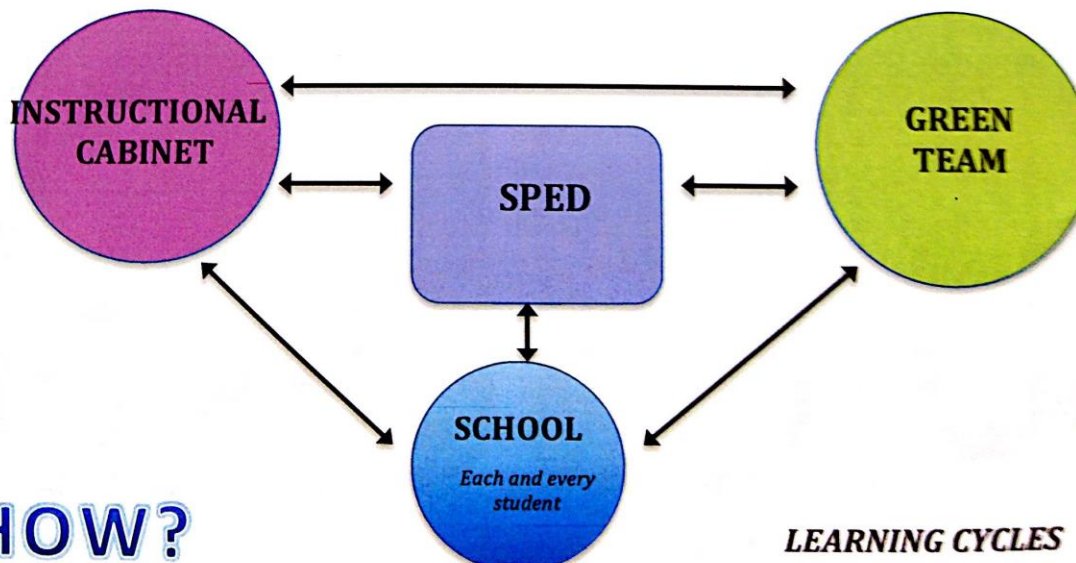 INSTRUCTIONAL
CABINET
GREEN
TEAM
SPED
SCHOOL
Each and every
student
HOW?
LEARNING CYCLES